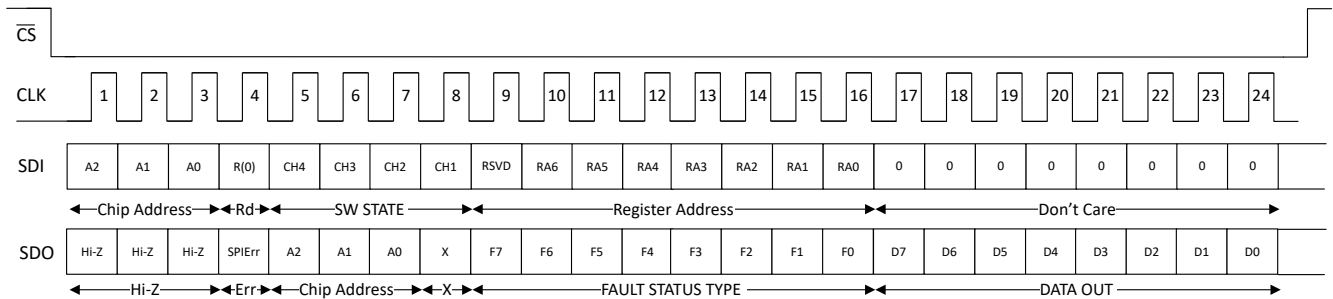 CS
CLK 1 2 3 4 5 6 7 8 9 10 11 12 13 14 15 16 17 18 19 20 21 22 23 24
SDI A2 A1 A0 R(0) CH4 CH3 CH2 CH1 RSVD RA6 RA5 RA4 RA3 RA2 RA1 RA0 0 0 0 0 0 0 0 0
Chip Address Rd SW STATE Register Address Don't Care
SDO Hi-Z Hi-Z Hi-Z SPIErr A2 A1 A0 X F7 F6 F5 F4 F3 F2 F1 F0 D7 D6 D5 D4 D3 D2 D1 D0
Hi-Z Err Chip Address X FAULT STATUS TYPE DATA OUT